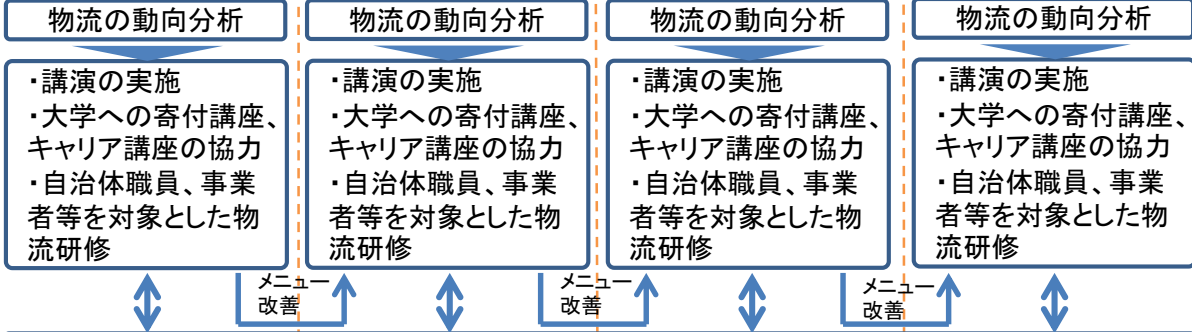 物流の動向分析
物流の動向分析
物流の動向分析
物流の動向分析
・講演の実施
・大学への寄付講座、
キャリア講座の協力
・自治体職員、事業
者等を対象とした物
流研修
・講演の実施
・大学への寄付講座、
キャリア講座の協力
・自治体職員、事業
者等を対象とした物
流研修
・講演の実施
・大学への寄付講座、
キャリア講座の協力
・自治体職員、事業
者等を対象とした物
流研修
・講演の実施
・大学への寄付講座、
キャリア講座の協力
・自治体職員、事業
者等を対象とした物
流研修
メニュー
改善
メニュー
改善
メニュー
改善